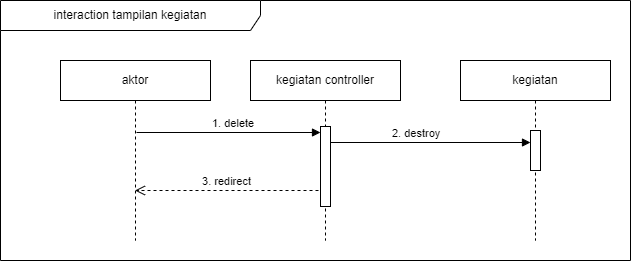 interaction tampilan kegiatan
aktor
kegiatan controller
kegiatan
1. delete
2. destroy
3. redirect